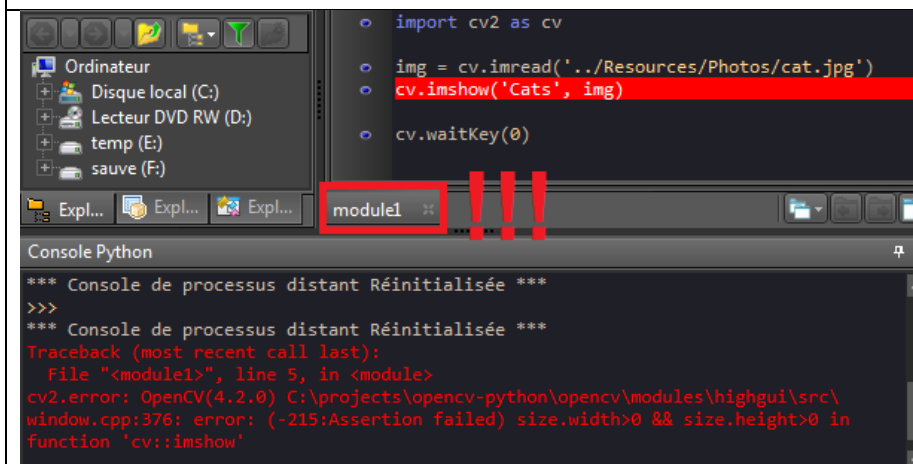 import cv2 as cv
img = cv.imread('../Resources/Photos/cat.jpg')
cv.imshow('Cats', img)
cv.waitKey(0)
Ordinateur
Disque local (C:)
Lecteur DVD RW (D:)
temp (E:)
sauve (F:)
Expl... Expl... Expl...
module1 !!!
Console Python
*** Console de processus distant Réinitialisée ***
>>>
*** Console de processus distant Réinitialisée ***
Traceback (most recent call last):
File "<module1>", line 5, in <module>
cv2.error: OpenCV(4.2.0) C:\projects\opencv-python\opencv\modules\highgui\src\
window.cpp:376: error: (-215:Assertion failed) size.width>0 && size.height>0 in
function 'cv::imshow'